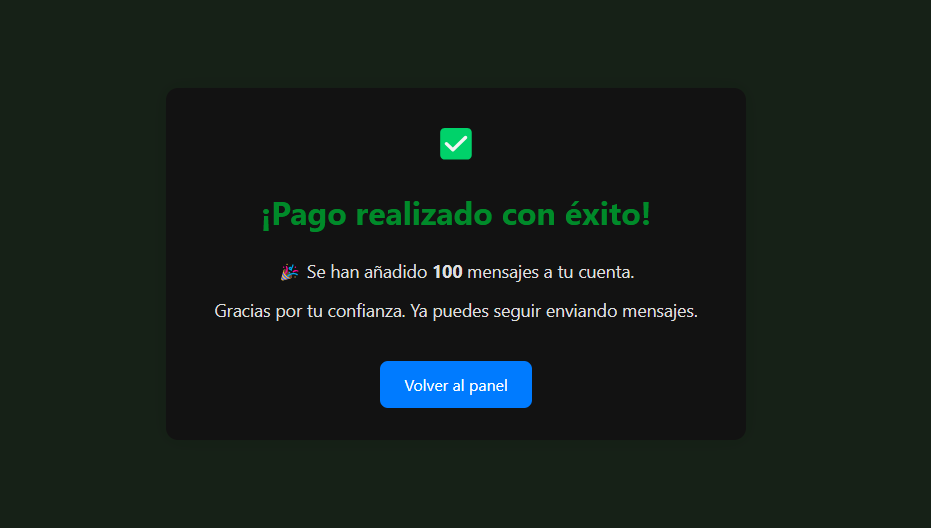 ¡Pago realizado con éxito!
🎉 Se han añadido 100 mensajes a tu cuenta.
Gracias por tu confianza. Ya puedes seguir enviando mensajes.
Volver al panel